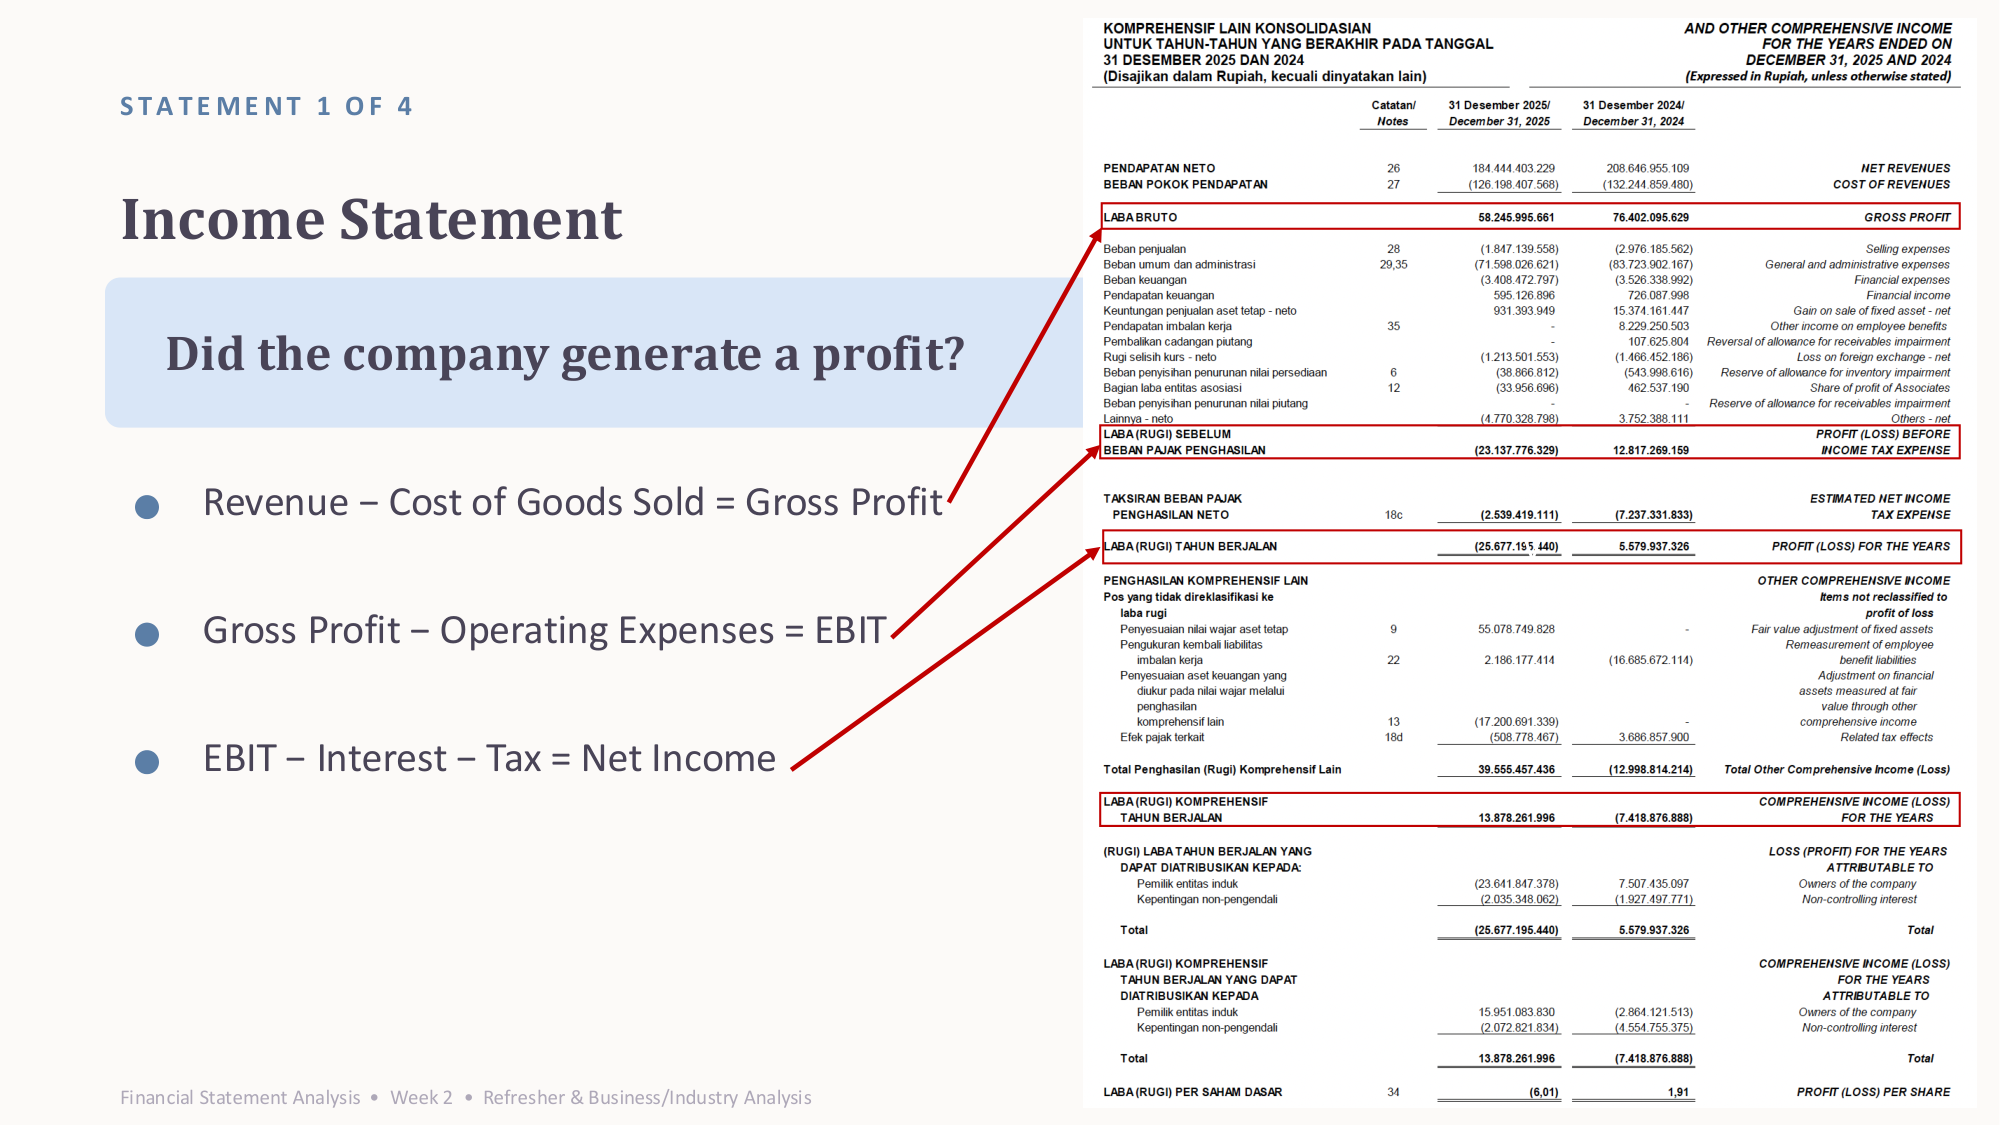 STATEMENT 1 OF 4
Income Statement
Did the company generate a profit?
Revenue − Cost of Goods Sold = Gross Profit
Gross Profit − Operating Expenses = EBIT
EBIT − Interest − Tax = Net Income
Financial Statement Analysis • Week 2 • Refresher & Business/Industry Analysis
KOMPREHENSIF LAIN KONSOLIDASIAN AND OTHER COMPREHENSIVE INCOME
UNTUK TAHUN-TAHUN YANG BERAKHIR PADA TANGGAL FOR THE YEARS ENDED ON
31 DESEMBER 2025 DAN 2024 DECEMBER 31, 2025 AND 2024
(Disajikan dalam Rupiah, kecuali dinyatakan lain) (Expressed in Rupiah, unless otherwise stated)
Catatan/ 31 Desember 2025/ 31 Desember 2024/
Notes December 31, 2025 December 31, 2024
PENDAPATAN NETO 26 184.444.403.229 208.646.955.109 NET REVENUES
BEBAN POKOK PENDAPATAN 27 (126.198.407.568) (132.244.859.480) COST OF REVENUES
LABA BRUTO 58.245.995.661 76.402.095.629 GROSS PROFIT
Beban penjualan 28 (1.847.139.558) (2.976.185.562) Selling expenses
Beban umum dan administrasi 29,35 (71.598.026.621) (83.723.902.167) General and administrative expenses
Beban keuangan (3.408.472.797) (3.526.338.992) Financial expenses
Pendapatan keuangan 595.126.896 726.087.998 Financial income
Keuntungan penjualan aset tetap - neto 931.393.949 15.374.161.447 Gain on sale of fixed asset - net
Pendapatan imbalan kerja 35 - 8.229.250.503 Other income on employee benefits
Pembalikan cadangan piutang - 107.625.804 Reversal of allowance for receivables impairment
Rugi selisih kurs - neto (1.213.501.553) (1.466.452.186) Loss on foreign exchange - net
Beban penyisihan penurunan nilai persediaan 6 (38.866.812) (543.998.616) Reserve of allowance for inventory impairment
Bagian laba entitas asosiasi 12 (33.956.696) 462.537.190 Share of profit of Associates
Beban penyisihan penurunan nilai piutang - - Reserve of allowance for receivables impairment
Lainnya - neto (4.770.328.798) 3.752.388.111 Others - net
LABA (RUGI) SEBELUM PROFIT (LOSS) BEFORE
BEBAN PAJAK PENGHASILAN (23.137.776.329) 12.817.269.159 INCOME TAX EXPENSE
TAKSIRAN BEBAN PAJAK ESTIMATED NET INCOME
PENGHASILAN NETO 18c (2.539.419.111) (7.237.331.833) TAX EXPENSE
LABA (RUGI) TAHUN BERJALAN (25.677.195.440) 5.579.937.326 PROFIT (LOSS) FOR THE YEARS
PENGHASILAN KOMPREHENSIF LAIN OTHER COMPREHENSIVE INCOME
Pos yang tidak direklasifikasi ke Items not reclassified to
laba rugi profit of loss
Penyesuaian nilai wajar aset tetap 9 55.078.749.828 - Fair value adjustment of fixed assets
Pengukuran kembali liabilitas Remeasurement of employee
imbalan kerja 22 2.186.177.414 (16.685.672.114) benefit liabilities
Penyesuaian aset keuangan yang Adjustment on financial
diukur pada nilai wajar melalui assets measured at fair
penghasilan value through other
komprehensif lain 13 (17.200.691.339) - comprehensive income
Efek pajak terkait 18d (508.778.467) 3.686.857.900 Related tax effects
Total Penghasilan (Rugi) Komprehensif Lain 39.555.457.436 (12.998.814.214) Total Other Comprehensive Income (Loss)
LABA (RUGI) KOMPREHENSIF COMPREHENSIVE INCOME (LOSS)
TAHUN BERJALAN 13.878.261.996 (7.418.876.888) FOR THE YEARS
(RUGI) LABA TAHUN BERJALAN YANG LOSS (PROFIT) FOR THE YEARS
DAPAT DIATRIBUSIKAN KEPADA: ATTRIBUTABLE TO
Pemilik entitas induk (23.641.847.378) 7.507.435.097 Owners of the company
Kepentingan non-pengendali (2.035.348.062) (1.927.497.771) Non-controlling interest
Total (25.677.195.440) 5.579.937.326 Total
LABA (RUGI) KOMPREHENSIF COMPREHENSIVE INCOME (LOSS)
TAHUN BERJALAN YANG DAPAT FOR THE YEARS
DIATRIBUSIKAN KEPADA ATTRIBUTABLE TO
Pemilik entitas induk 15.951.083.830 (2.864.121.513) Owners of the company
Kepentingan non-pengendali (2.072.821.834) (4.554.755.375) Non-controlling interest
Total 13.878.261.996 (7.418.876.888) Total
LABA (RUGI) PER SAHAM DASAR 34 (6,01) 1,91 PROFIT (LOSS) PER SHARE